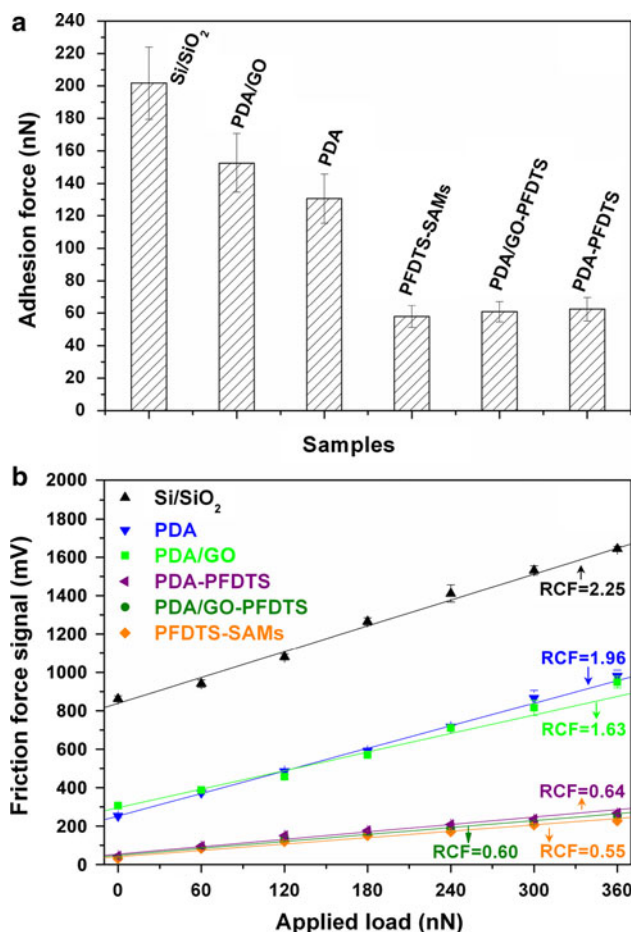 a
240
220
200
180
160
140
120
100
80
60
40
20
0
Adhesion force (nN)
Si/SiO₂
PDA/GO
PDA
PFDTS-SAMs
PDA/GO-PFDTS
PDA-PFDTS
Samples
b
2000
1800
1600
1400
1200
1000
800
600
400
200
0
Friction force signal (mV)
Si/SiO₂
PDA
PDA/GO
PDA-PFDTS
PDA/GO-PFDTS
PFDTS-SAMs
RCF=2.25
RCF=1.96
RCF=1.63
RCF=0.64
RCF=0.60
RCF=0.55
0 60 120 180 240 300 360
Applied load (nN)